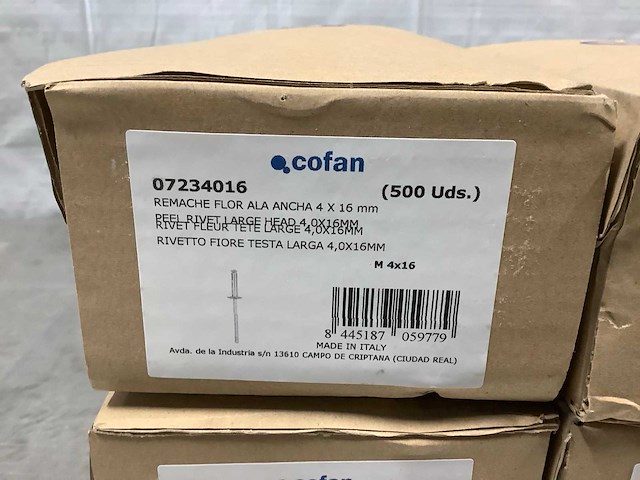 cofan
07234016 (500 Uds.)
REMACHE FLOR ALA ANCHA 4 X 16 mm
PEEL RIVET LARGE HEAD 4,0X16MM
RIVET FLEUR TETE LARGE 4,0X16MM
RIVETTO FIORE TESTA LARGA 4,0X16MM
M 4x16
8 445187 059779
MADE IN ITALY
Avda. de la Industria s/n 13610 CAMPO DE CRIPTANA (CIUDAD REAL)
cofan